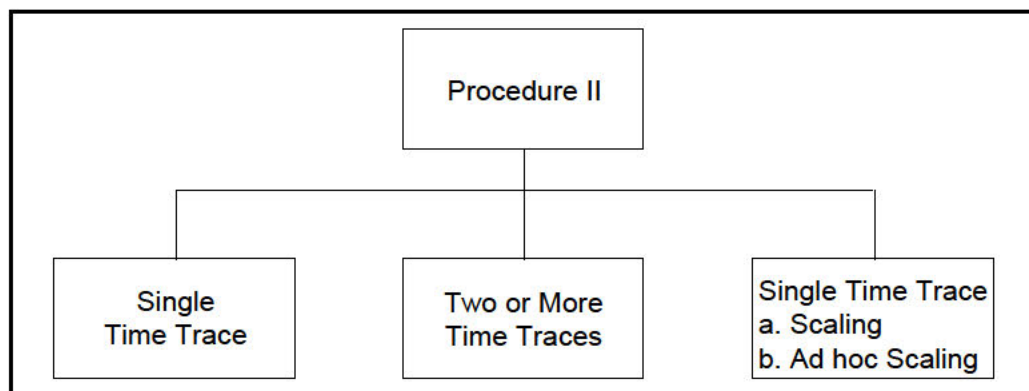 Procedure II
Single
Time Trace
Two or More
Time Traces
Single Time Trace
a. Scaling
b. Ad hoc Scaling